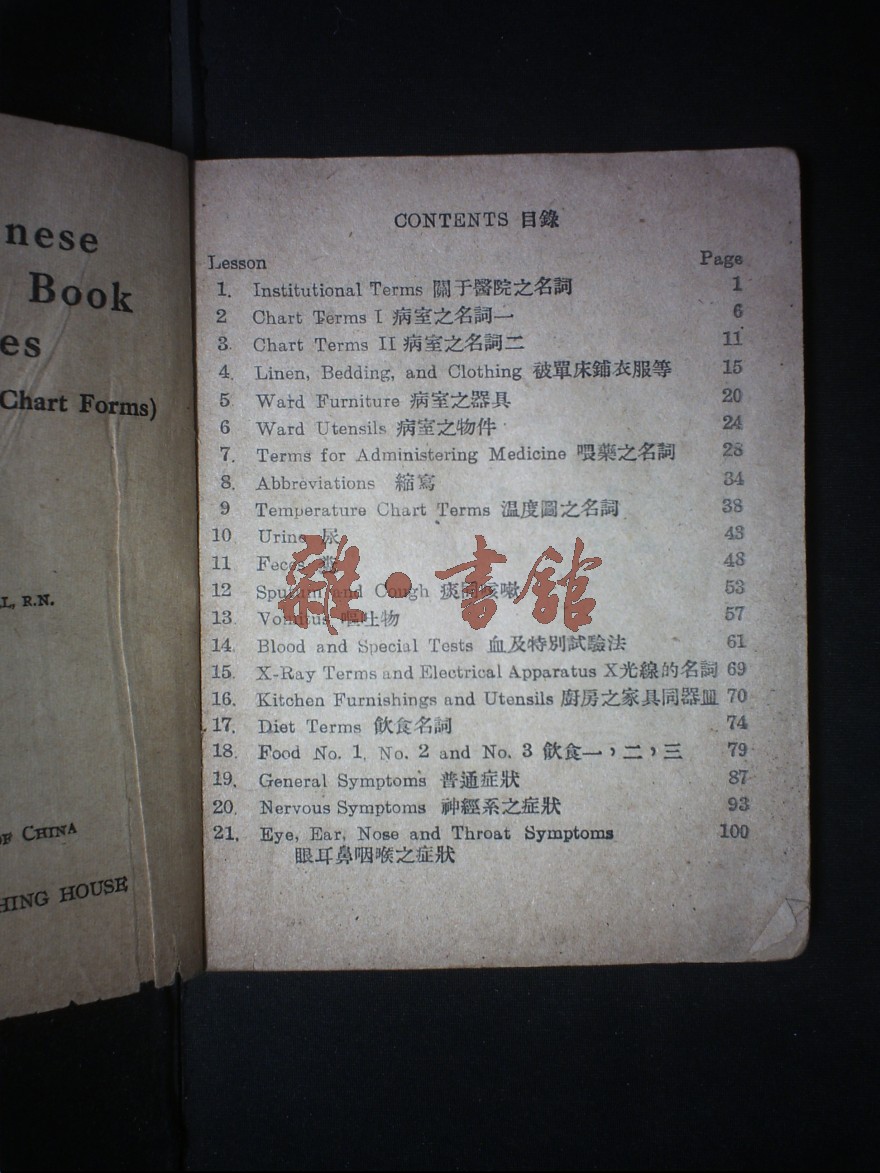 nese
Book
es
Chart Forms)
L, R.N.
OF CHINA
HING HOUSE
CONTENTS 目錄
Lesson Page
1. Institutional Terms 關于醫院之名詞 1
2 Chart Terms I 病室之名詞一 6
3. Chart Terms II 病室之名詞二 11
4. Linen, Bedding, and Clothing 被單床鋪衣服等 15
5. Ward Furniture 病室之器具 20
6 Ward Utensils 病室之物件 24
7. Terms for Administering Medicine 喂藥之名詞 28
8. Abbreviations 縮寫 34
9 Temperature Chart Terms 温度圖之名詞 38
10. Urine 尿 43
11 Feces 48
12 Sputum and Cough 痰同咳嗽 53
13. Vomitus 嘔吐物 57
14. Blood and Special Tests 血及特別試驗法 61
15. X-Ray Terms and Electrical Apparatus X光線的名詞 69
16. Kitchen Furnishings and Utensils 廚房之家具同器皿 70
17. Diet Terms 飲食名詞 74
18. Food No. 1, No. 2 and No. 3 飲食一，二，三 79
19. General Symptoms 普通症狀 87
20. Nervous Symptoms 神經系之症狀 93
21. Eye, Ear, Nose and Throat Symptoms 100
眼耳鼻咽喉之症狀
雜·書館